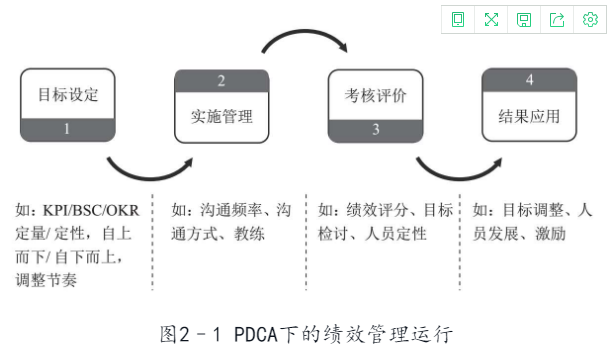 目标设定
1
2
实施管理
考核评价
3
4
结果应用
如：KPI/BSC/OKR
定量/ 定性，自上
而下/ 自下而上，
调整节奏
如：沟通频率、沟
通方式、教练
如：绩效评分、目标
检讨、人员定性
如：目标调整、人
员发展、激励
图2–1 PDCA下的绩效管理运行